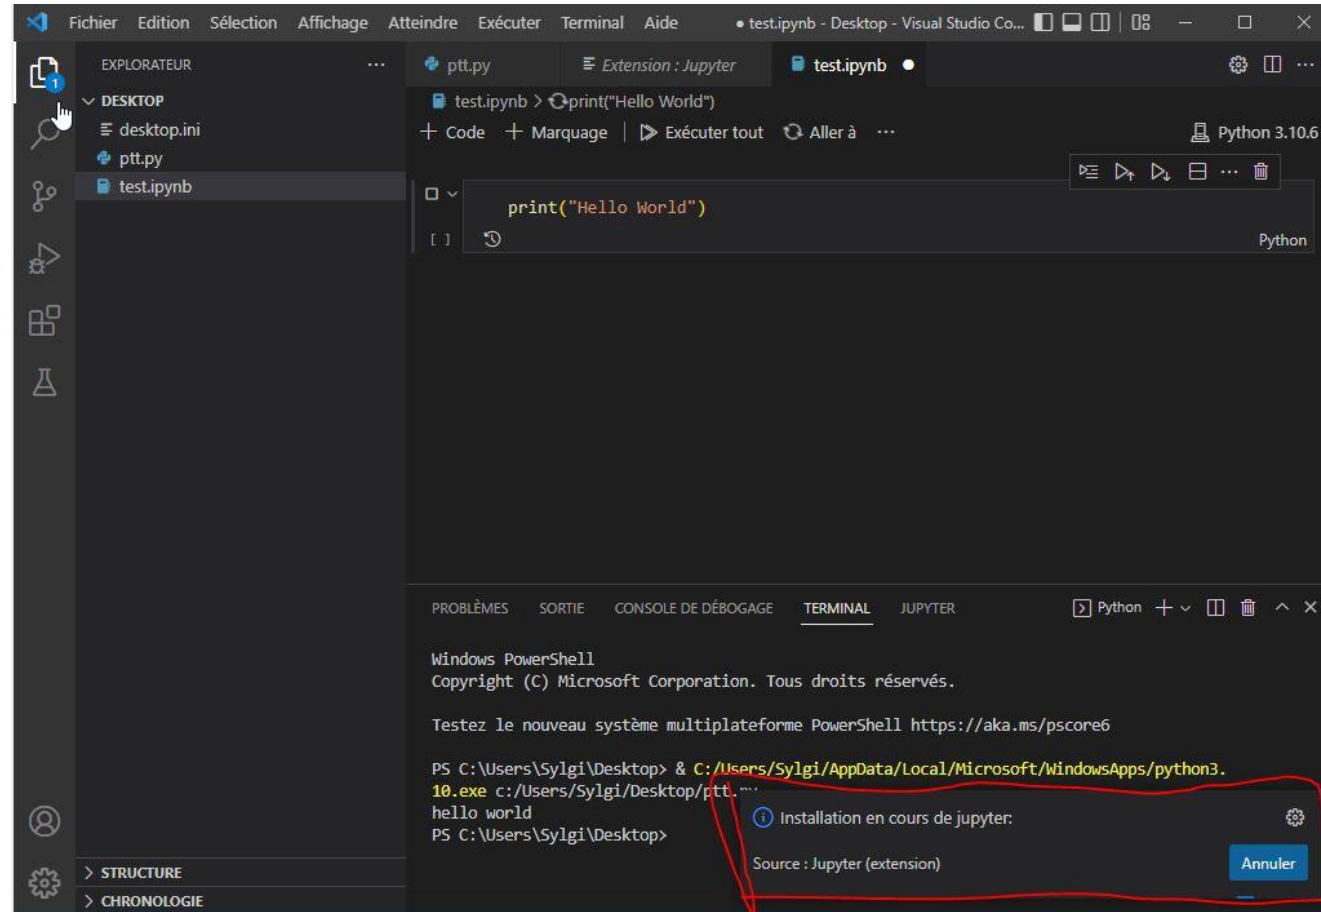 Fichier Edition Sélection Affichage Atteindre Exécuter Terminal Aide ● test.ipynb - Desktop - Visual Studio Co...
EXPLORATEUR ...
ptt.py Extension : Jupyter test.ipynb ●
1
DESKTOP
test.ipynb > print("Hello World")
desktop.ini
+ Code + Marquage | Exécuter tout Aller à ... Python 3.10.6
ptt.py
test.ipynb
print("Hello World")
[ ] Python
PROBLÈMES SORTIE CONSOLE DE DÉBOGAGE TERMINAL JUPYTER Python
Windows PowerShell
Copyright (C) Microsoft Corporation. Tous droits réservés.
Testez le nouveau système multiplateforme PowerShell https://aka.ms/pscore6
PS C:\Users\Sylgi\Desktop> & C:/Users/Sylgi/AppData/Local/Microsoft/WindowsApps/python3.
10.exe c:/Users/Sylgi/Desktop/ptt.py
hello world
PS C:\Users\Sylgi\Desktop>
Installation en cours de jupyter:
Source : Jupyter (extension) Annuler
STRUCTURE
CHRONOLOGIE